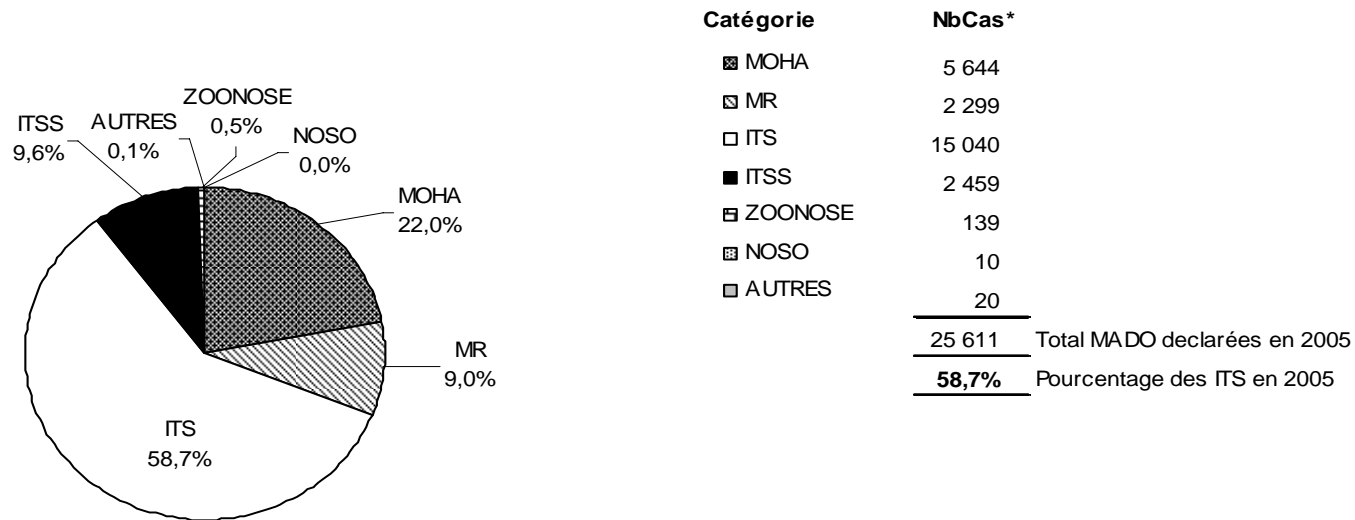 ZOONOSE
0,5%
AUTRES
0,1%
ITSS
9,6%
NOSO
0,0%
MOHA
22,0%
MR
9,0%
ITS
58,7%
Catégorie NbCas*
MOHA 5 644
MR 2 299
ITS 15 040
ITSS 2 459
ZOONOSE 139
NOSO 10
AUTRES 20
25 611 Total MADO declarées en 2005
58,7% Pourcentage des ITS en 2005